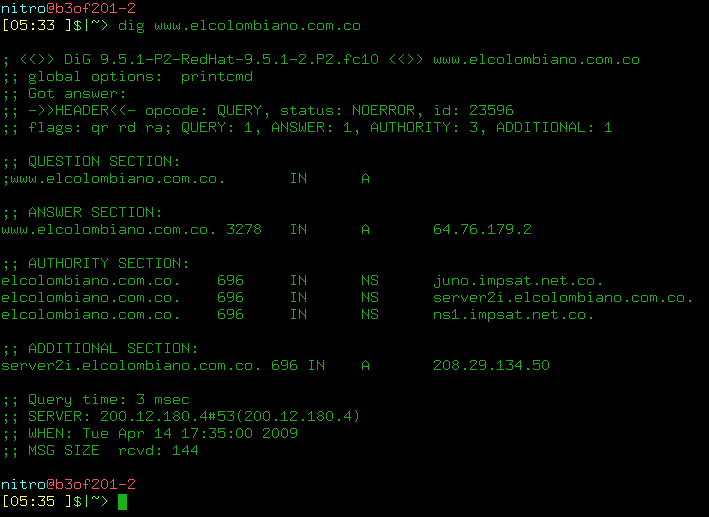 nitro@b3of201-2
[05:33 ]$|~> dig www.elcolombiano.com.co
; <<>> DiG 9.5.1-P2-RedHat-9.5.1-2.P2.fc10 <<>> www.elcolombiano.com.co
;; global options:  printcmd
;; Got answer:
;; ->>HEADER<<- opcode: QUERY, status: NOERROR, id: 23596
;; flags: qr rd ra; QUERY: 1, ANSWER: 1, AUTHORITY: 3, ADDITIONAL: 1
;; QUESTION SECTION:
;www.elcolombiano.com.co.       IN      A
;; ANSWER SECTION:
www.elcolombiano.com.co. 3278   IN      A       64.76.179.2
;; AUTHORITY SECTION:
elcolombiano.com.co.    696     IN      NS      juno.impsat.net.co.
elcolombiano.com.co.    696     IN      NS      server2i.elcolombiano.com.co.
elcolombiano.com.co.    696     IN      NS      ns1.impsat.net.co.
;; ADDITIONAL SECTION:
server2i.elcolombiano.com.co. 696 IN    A       208.29.134.50
;; Query time: 3 msec
;; SERVER: 200.12.180.4#53(200.12.180.4)
;; WHEN: Tue Apr 14 17:35:00 2009
;; MSG SIZE  rcvd: 144
nitro@b3of201-2
[05:35 ]$|~>